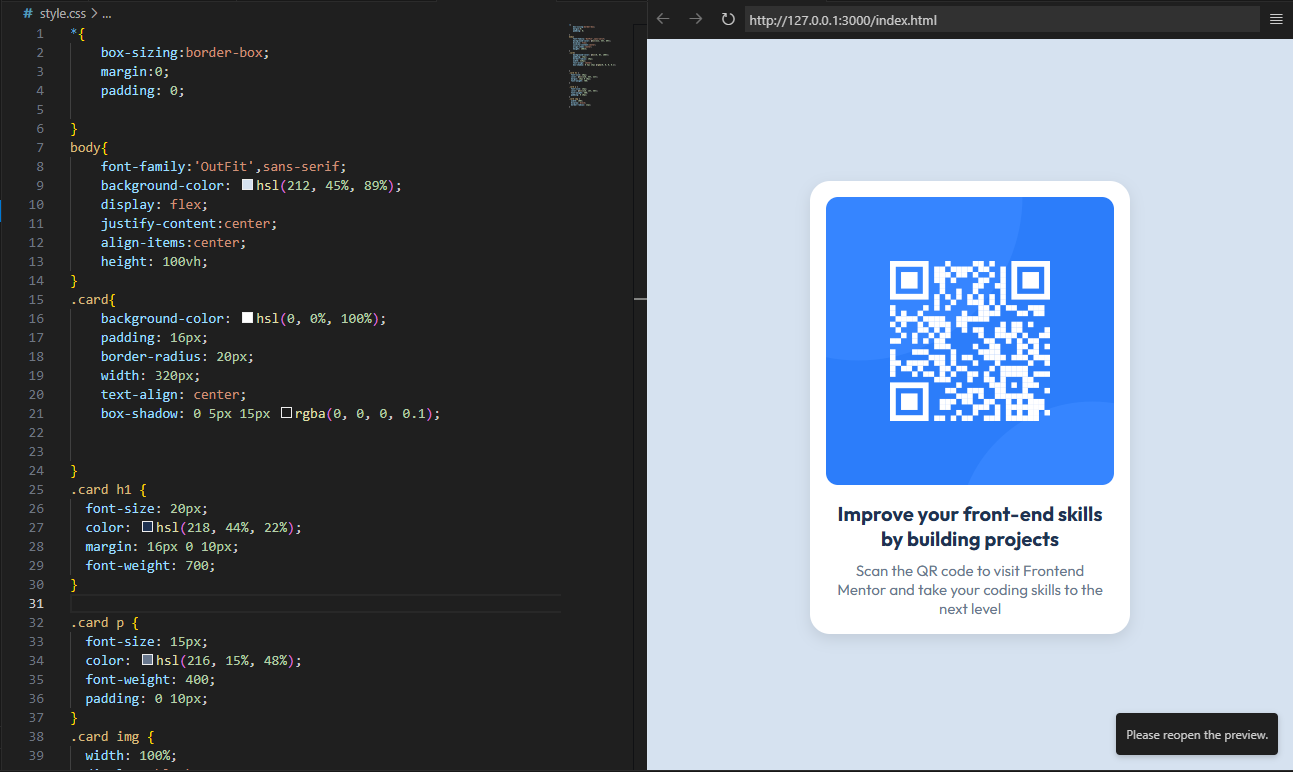 # style.css > ...
1 *{
2 box-sizing:border-box;
3 margin:0;
4 padding: 0;
5
6 }
7 body{
8 font-family:'OutFit',sans-serif;
9 background-color: hsl(212, 45%, 89%);
10 display: flex;
11 justify-content:center;
12 align-items:center;
13 height: 100vh;
14 }
15 .card{
16 background-color: hsl(0, 0%, 100%);
17 padding: 16px;
18 border-radius: 20px;
19 width: 320px;
20 text-align: center;
21 box-shadow: 0 5px 15px rgba(0, 0, 0, 0.1);
22
23
24 }
25 .card h1 {
26 font-size: 20px;
27 color: hsl(218, 44%, 22%);
28 margin: 16px 0 10px;
29 font-weight: 700;
30 }
31
32 .card p {
33 font-size: 15px;
34 color: hsl(216, 15%, 48%);
35 font-weight: 400;
36 padding: 0 10px;
37 }
38 .card img {
39 width: 100%;
http://127.0.0.1:3000/index.html
Improve your front-end skills
by building projects
Scan the QR code to visit Frontend
Mentor and take your coding skills to the
next level
Please reopen the preview.